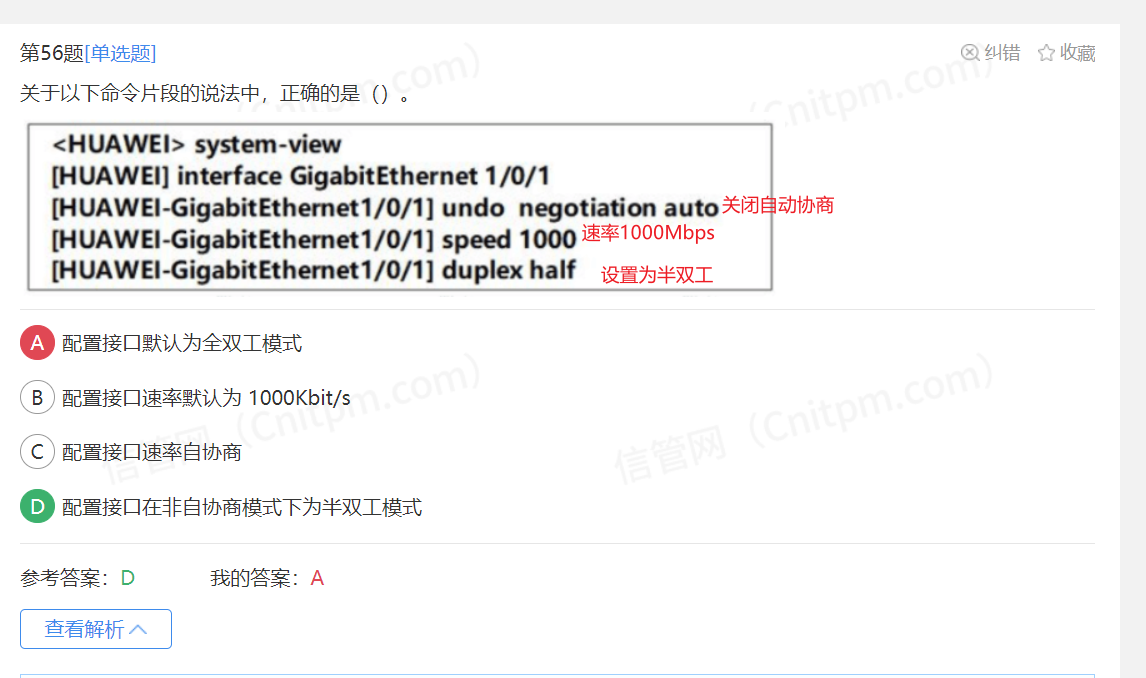 第56题[单选题] 纠错 收藏
关于以下命令片段的说法中，正确的是（）。
<HUAWEI> system-view
[HUAWEI] interface GigabitEthernet 1/0/1
[HUAWEI-GigabitEthernet1/0/1] undo negotiation auto 关闭自动协商
[HUAWEI-GigabitEthernet1/0/1] speed 1000 速率1000Mbps
[HUAWEI-GigabitEthernet1/0/1] duplex half 设置为半双工
A 配置接口默认为全双工模式
B 配置接口速率默认为 1000Kbit/s
C 配置接口速率自协商
D 配置接口在非自协商模式下为半双工模式
信管网（Cnitpm.com）
信管网（Cnitpm.com）
参考答案：D 我的答案：A
查看解析